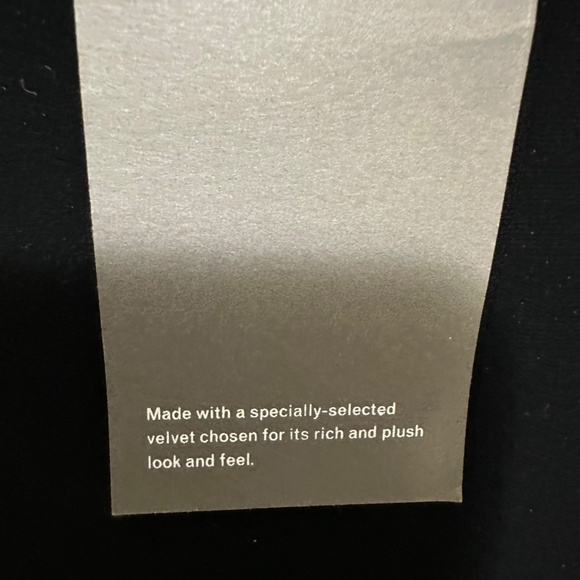 Made with a specially-selected
velvet chosen for its rich and plush
look and feel.